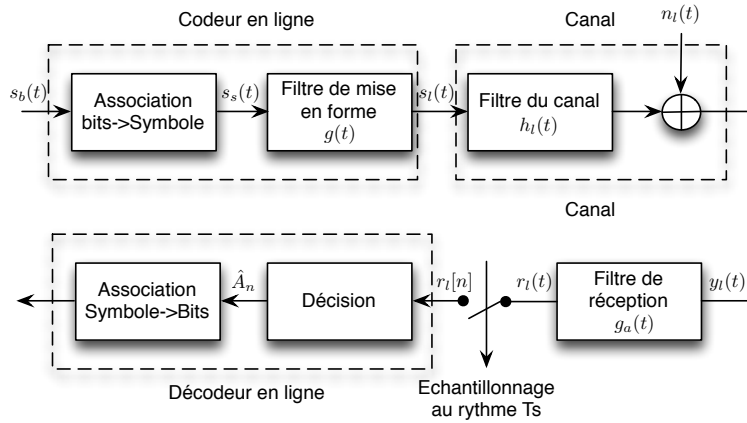 Codeur en ligne
Canal
n_l(t)
s_b(t)
Association
bits->Symbole
s_s(t)
Filtre de mise
en forme
g(t)
s_l(t)
Filtre du canal
h_l(t)
Canal
Association
Symbole->Bits
Â_n
Décision
r_l[n]
r_l(t)
Filtre de
réception
g_a(t)
y_l(t)
Décodeur en ligne
Echantillonnage
au rythme Ts